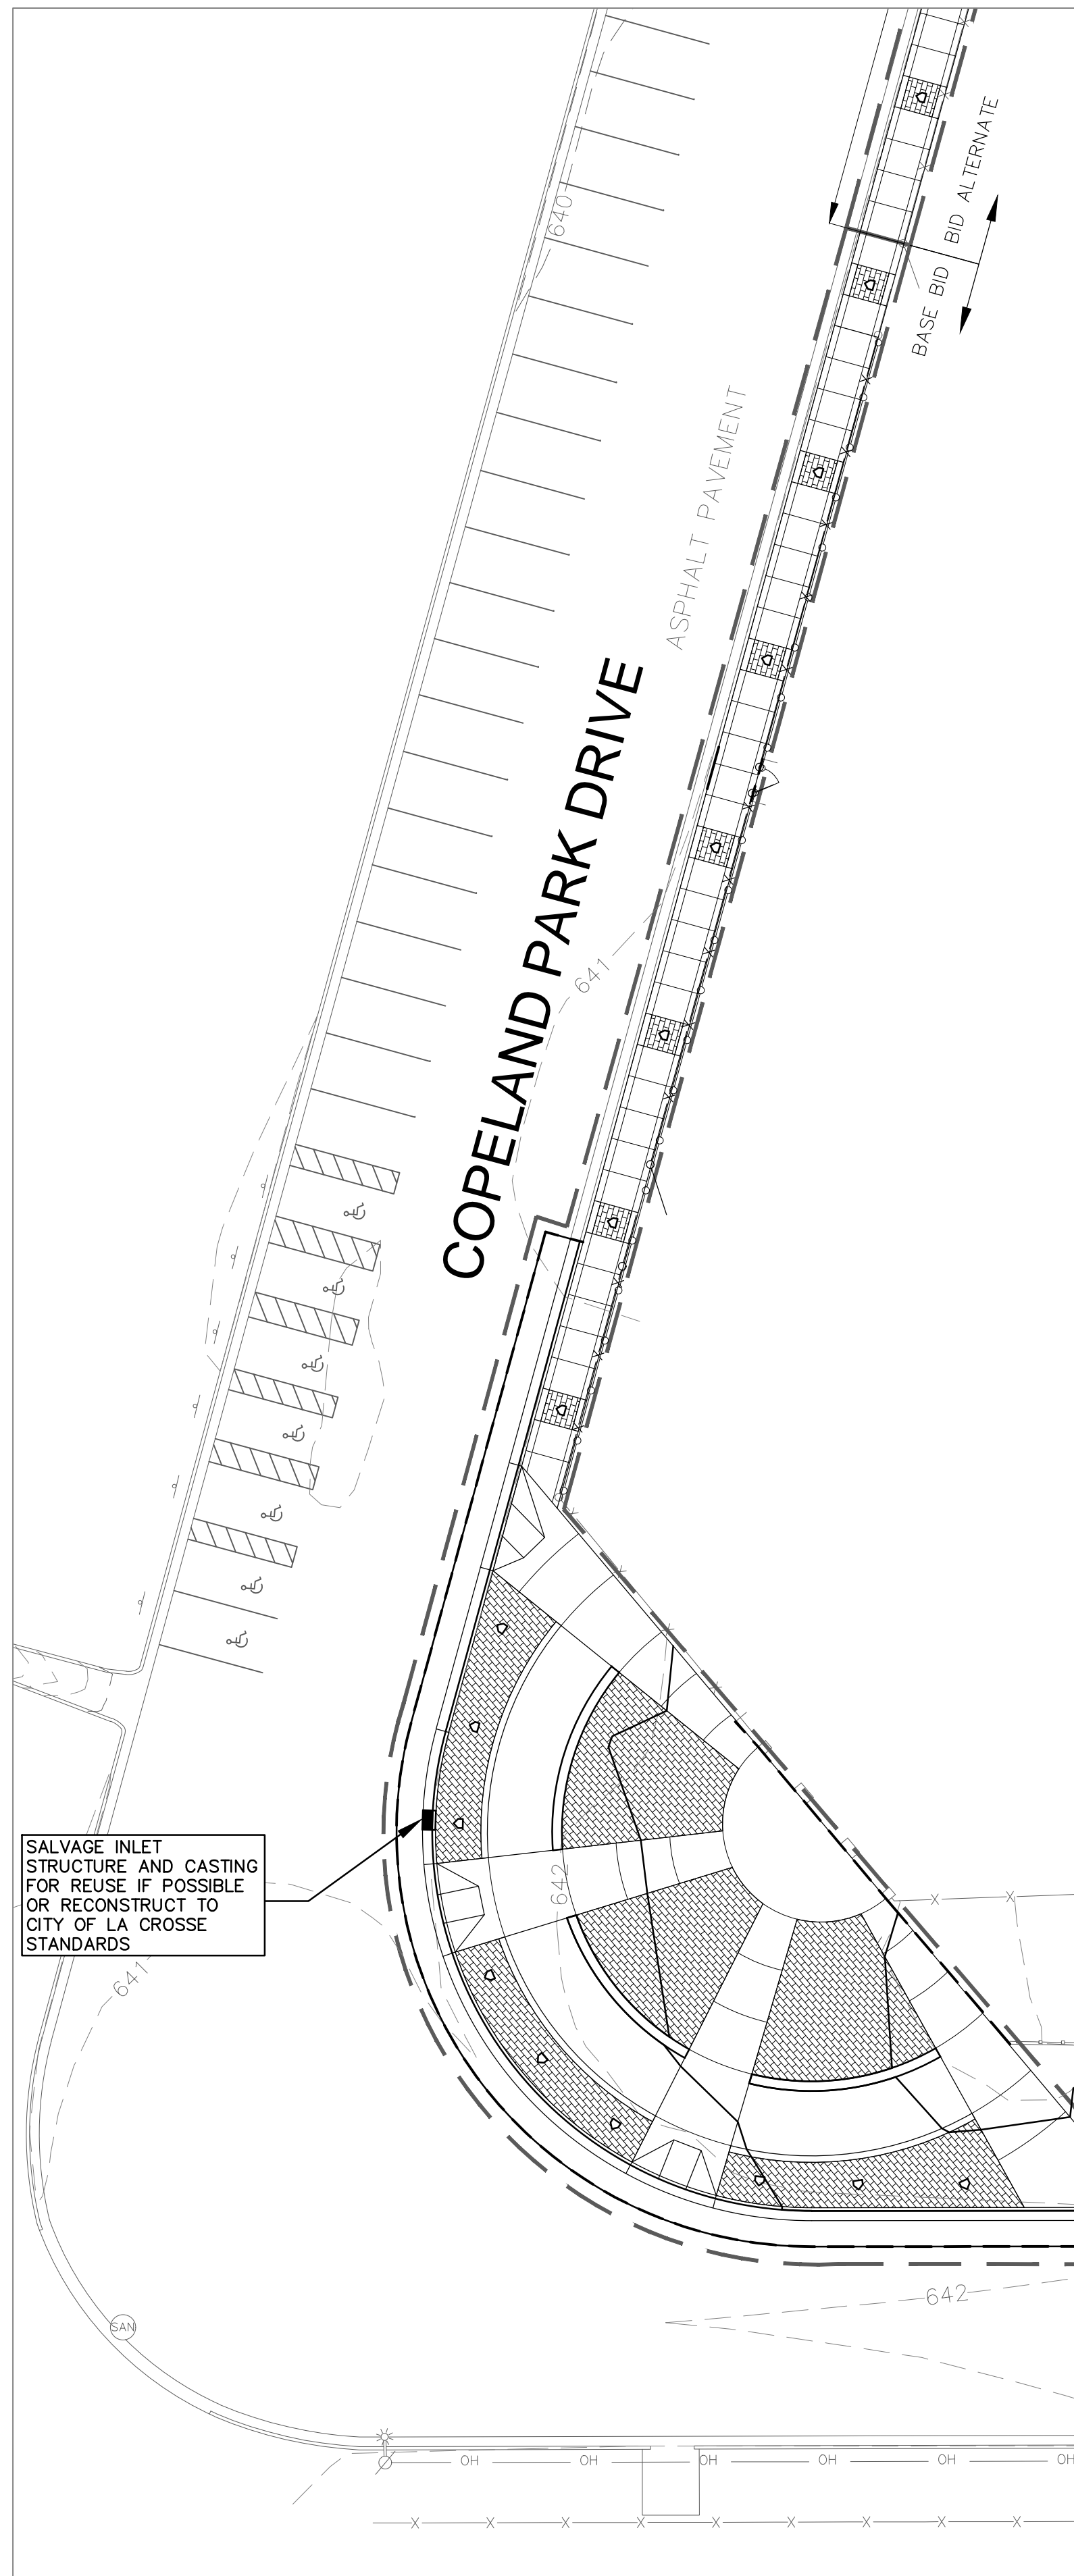 BID ALTERNATE
640
BASE BID
ASPHALT PAVEMENT
COPELAND PARK DRIVE
641
SALVAGE INLET
STRUCTURE AND CASTING
FOR REUSE IF POSSIBLE
OR RECONSTRUCT TO
CITY OF LA CROSSE
STANDARDS
642
641
642
SAN
OH OH OH OH OH OH